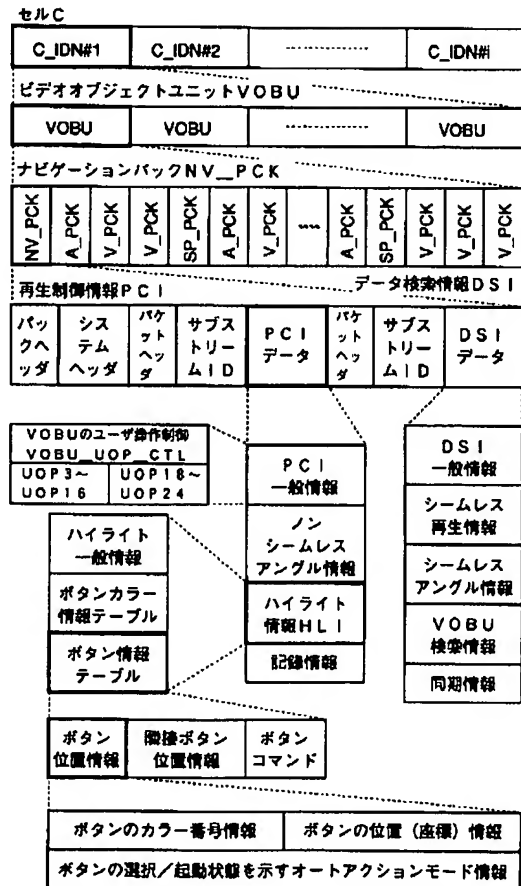 セルC
C_IDN#1 C_IDN#2 ............ C_IDN#i
ビデオオブジェクトユニットVOBU
VOBU VOBU ............ VOBU
ナビゲーションパックNV_PCK
NV_PCK A_PCK V_PCK V_PCK SP_PCK A_PCK V_PCK ...... A_PCK SP_PCK V_PCK V_PCK V_PCK
再生制御情報PCI データ検索情報DSI
パッ
クヘ
ッダ
シス
テム
ヘッダ
パケ
ット
ヘッ
ダ
サブス
トリー
ムID
PCI
データ
パケ
ット
ヘッ
ダ
サブス
トリー
ムID
DSI
データ
VOBUのユーザ操作制御
VOBU_UOP_CTL
UOP3~
UOP16
UOP18~
UOP24
PCI
一般情報
ノン
シームレス
アングル情報
ハイライト
情報HLI
記録情報
DSI
一般情報
シームレス
再生情報
シームレス
アングル情報
VOBU
検索情報
同期情報
ハイライト
一般情報
ボタンカラー
情報テーブル
ボタン情報
テーブル
ボタン
位置情報
隣接ボタン
位置情報
ボタン
コマンド
ボタンのカラー番号情報
ボタンの位置(座標)情報
ボタンの選択/起動状態を示すオートアクションモード情報